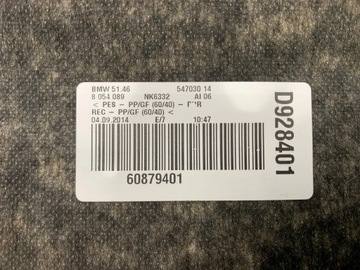 BMW 51.46 547030 14
8 054 089 NK6332 AI 06
< PES - PP/GF (60/40) -
REC - PP/GF (60/40) <
04.09.2014 E/7 10:47
60879401
D928401